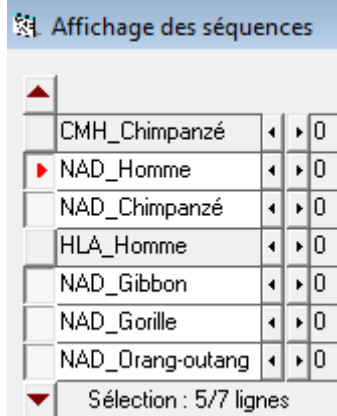 Affichage des séquences
CMH_Chimpanzé 0
NAD_Homme 0
NAD_Chimpanzé 0
HLA_Homme 0
NAD_Gibbon 0
NAD_Gorille 0
NAD_Orang-outang 0
Sélection : 5/7 lignes